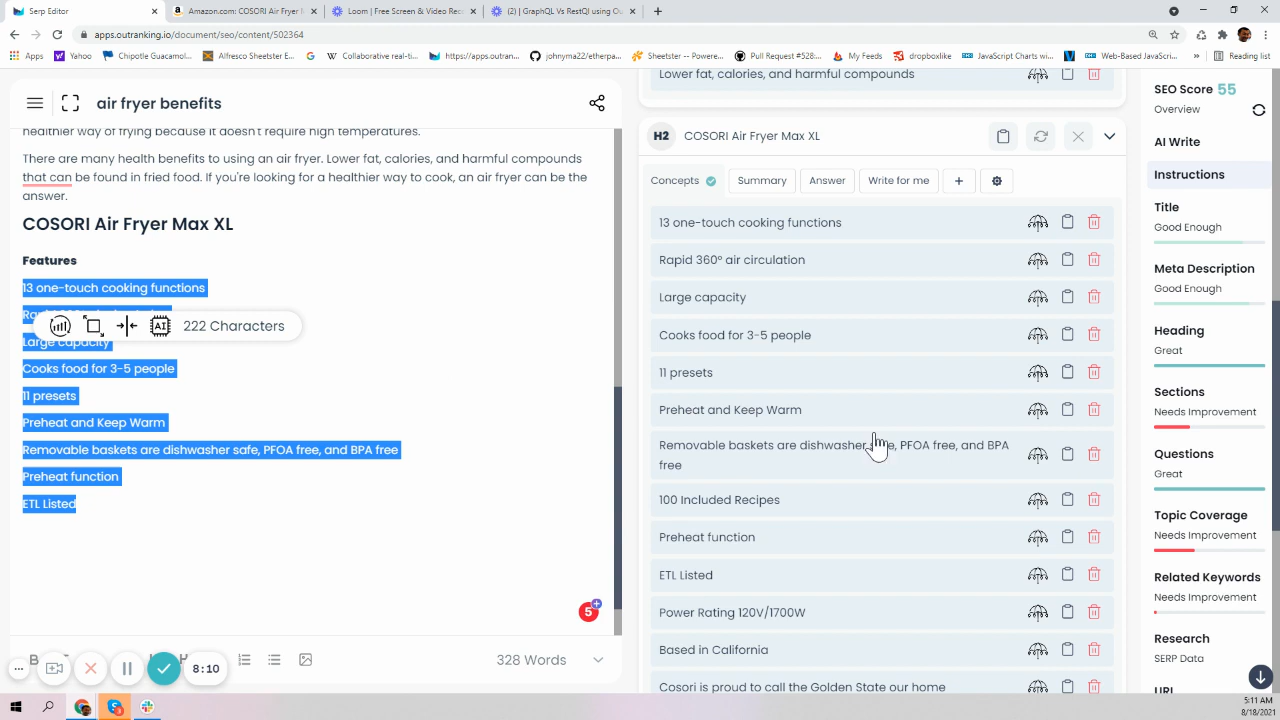 Serp Editor
Amazon.com: COSORI Air Fryer M
Loom | Free Screen & Video Rec
(2) | GraphQL Vs RestQl using Ou
apps.outranking.io/document/seo/content/502364
Apps
Yahoo
Chipotle Guacamol...
Alfresco Sheetster E...
Collaborative real-ti...
https://apps.outran...
johnyma22/etherpa...
Sheetster -- Postfix...
Pull Request #528...
My Feeds
dropboxlike
JavaScript Charts wi...
Web-Based JavaScri...
Reading list
air fryer benefits
healthier way of frying because it doesn't require high temperatures.
There are many health benefits to using an air fryer. Lower fat, calories, and harmful compounds
that can be found in fried food. If you're looking for a healthier way to cook, an air fryer can be the
answer.
COSORI Air Fryer Max XL
Features
13 one-touch cooking functions
222 Characters
Large capacity
Cooks food for 3-5 people
11 presets
Preheat and Keep Warm
Removable baskets are dishwasher safe, PFOA free, and BPA free
Preheat function
ETL Listed
5
328 Words
8:10
Lower fat, calories, and harmful compounds
H2
COSORI Air Fryer Max XL
Concepts
Summary
Answer
Write for me
13 one-touch cooking functions
Rapid 360° air circulation
Large capacity
Cooks food for 3-5 people
11 presets
Preheat and Keep Warm
Removable baskets are dishwasher safe, PFOA free, and BPA
free
100 Included Recipes
Preheat function
ETL Listed
Power Rating 120V/1700W
Based in California
Cosori is proud to call the Golden State our home
SEO Score 55
Overview
AI Write
Instructions
Title
Good Enough
Meta Description
Good Enough
Heading
Great
Sections
Needs Improvement
Questions
Great
Topic Coverage
Needs Improvement
Related Keywords
Needs Improvement
Research
SERP Data
URL
5:11 AM
8/18/2021